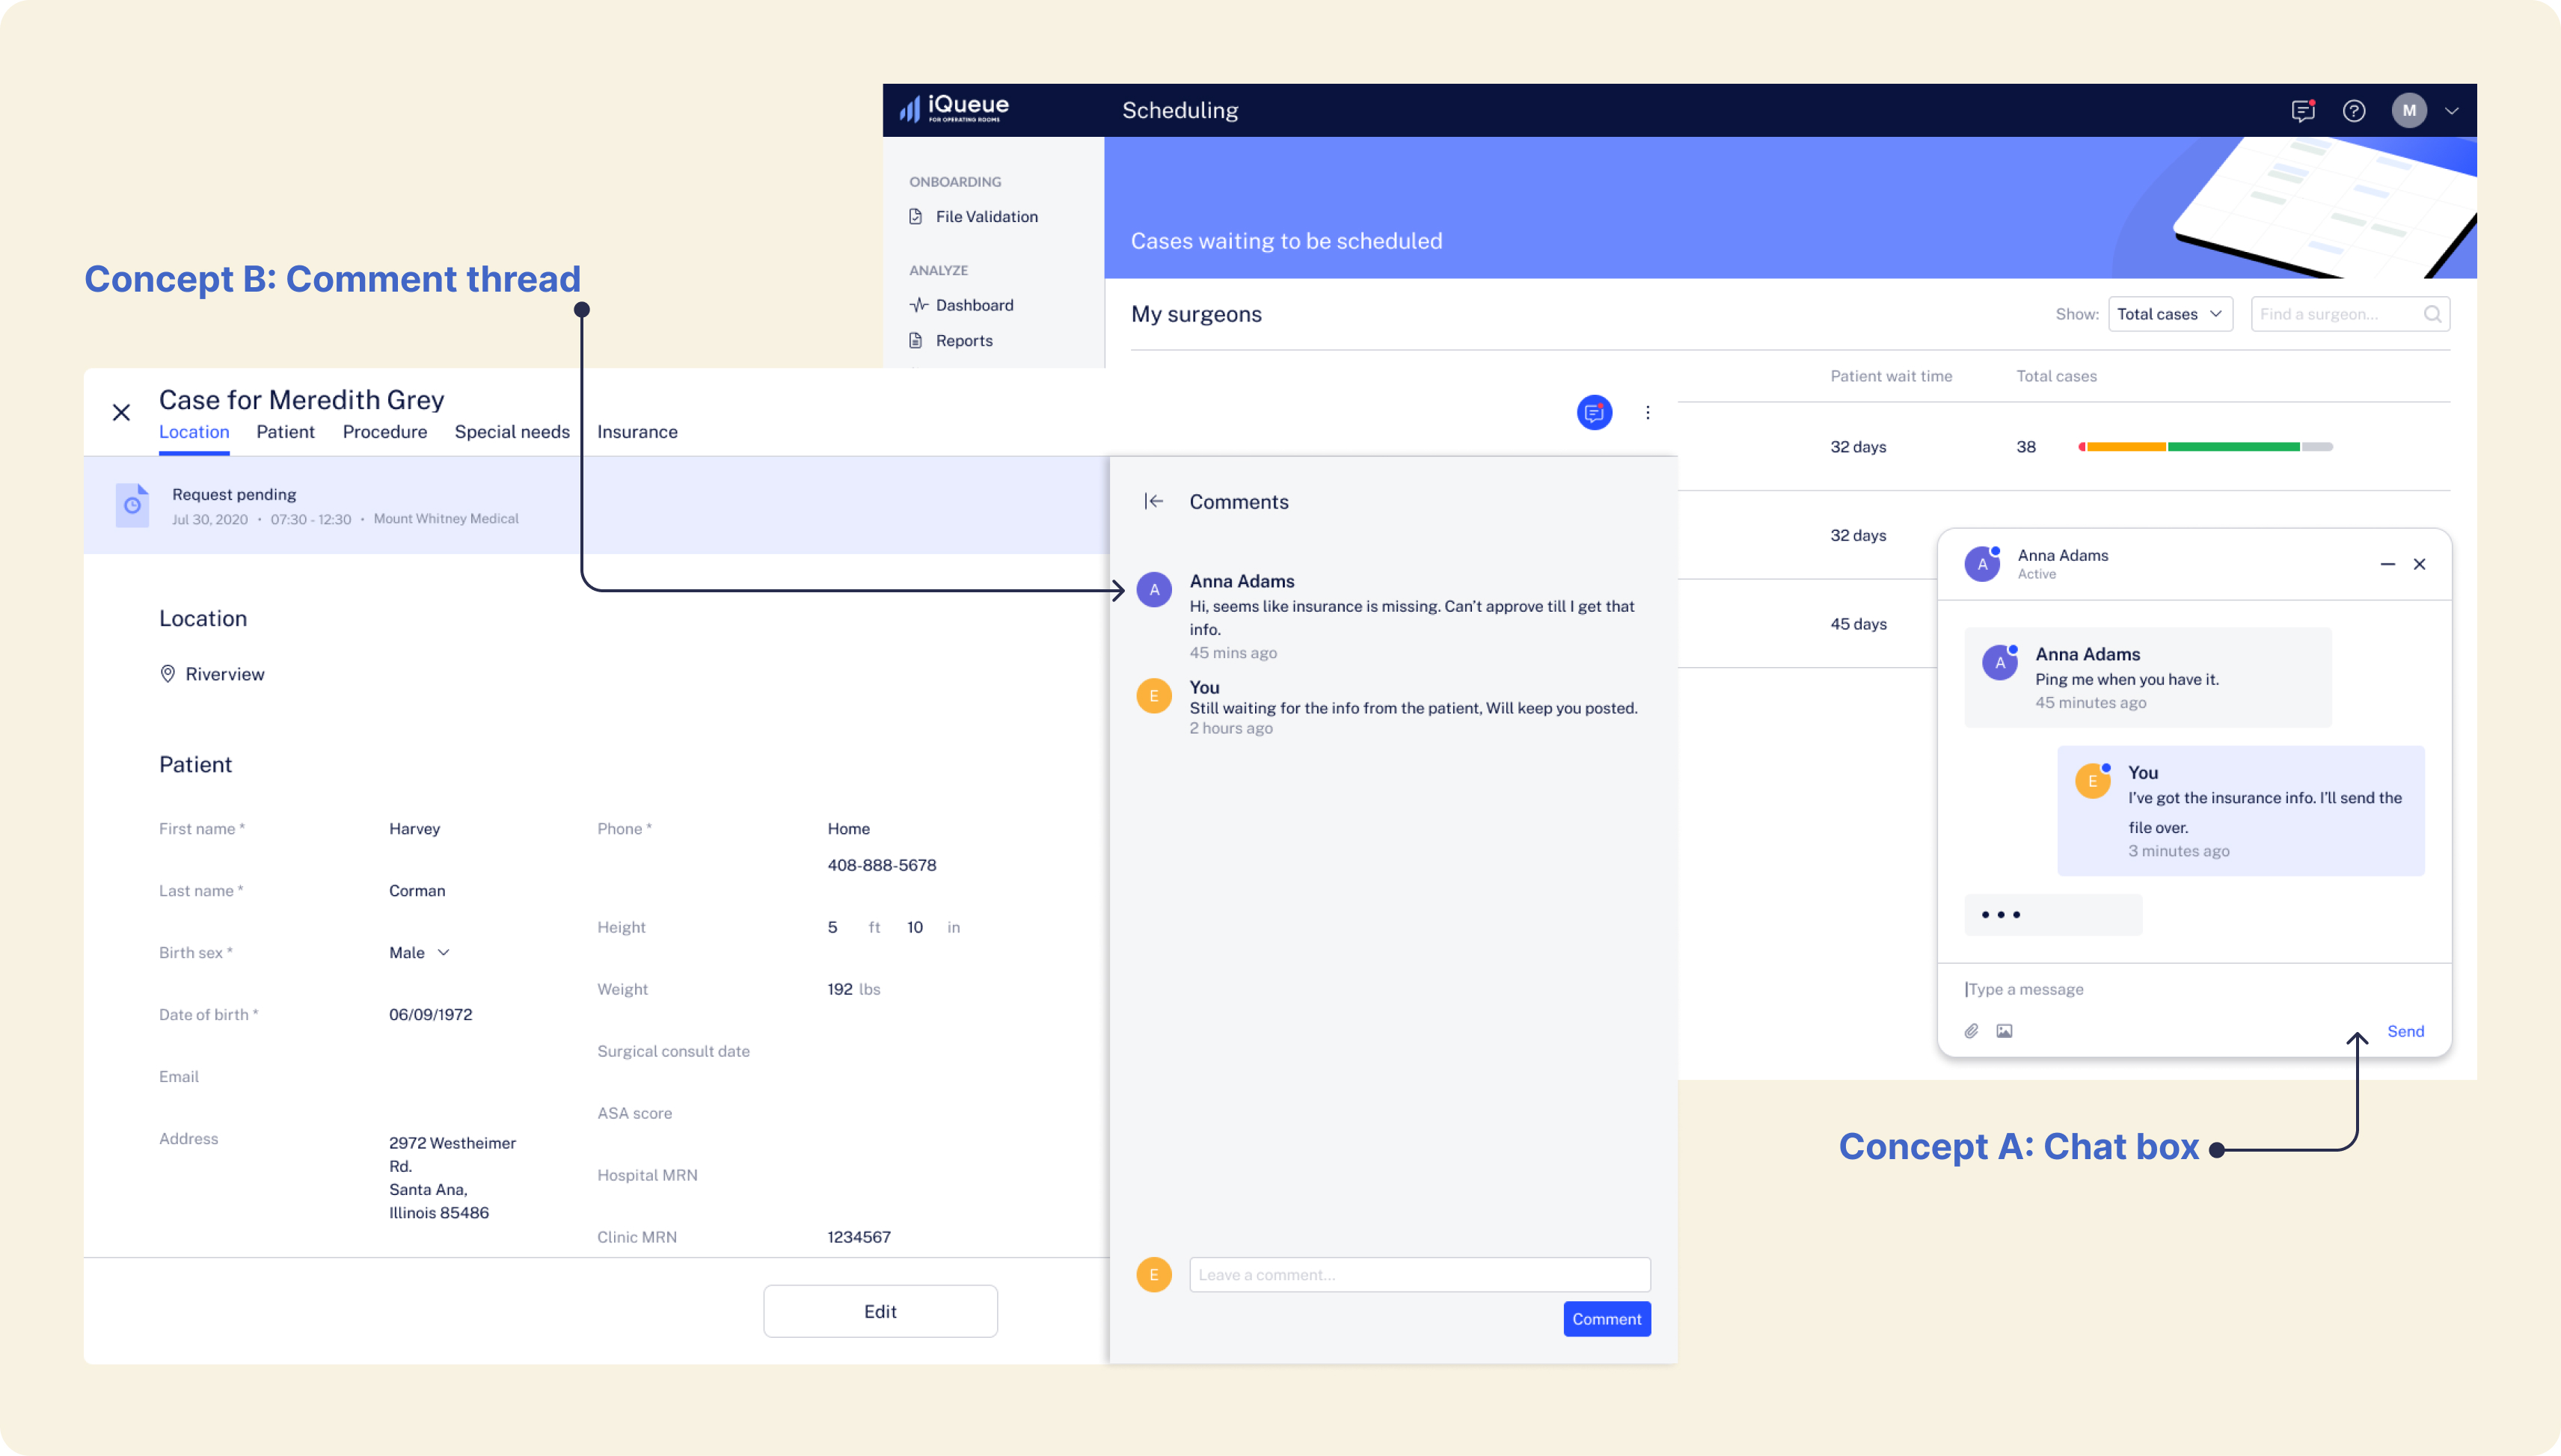 iQueue
FOR OPERATING ROOMS
Scheduling
M
ONBOARDING
File Validation
ANALYZE
Dashboard
Reports
Cases waiting to be scheduled
My surgeons
Show:
Total cases
Find a surgeon...
Patient wait time
Total cases
32 days
38
32 days
45 days
Concept B: Comment thread
Case for Meredith Grey
Location
Patient
Procedure
Special needs
Insurance
Request pending
Jul 30, 2020 • 07:30 - 12:30 • Mount Whitney Medical
Location
Riverview
Patient
First name *
Harvey
Last name *
Corman
Birth sex *
Male
Date of birth *
06/09/1972
Email
Address
2972 Westheimer
Rd.
Santa Ana,
Illinois 85486
Phone *
Home
408-888-5678
Height
5 ft 10 in
Weight
192 lbs
Surgical consult date
ASA score
Hospital MRN
Clinic MRN
1234567
Edit
Comments
A
Anna Adams
Hi, seems like insurance is missing. Can't approve till I get that
info.
45 mins ago
E
You
Still waiting for the info from the patient, Will keep you posted.
2 hours ago
E
Leave a comment...
Comment
A
Anna Adams
Active
A
Anna Adams
Ping me when you have it.
45 minutes ago
E
You
I've got the insurance info. I'll send the
file over.
3 minutes ago
Type a message
Send
Concept A: Chat box